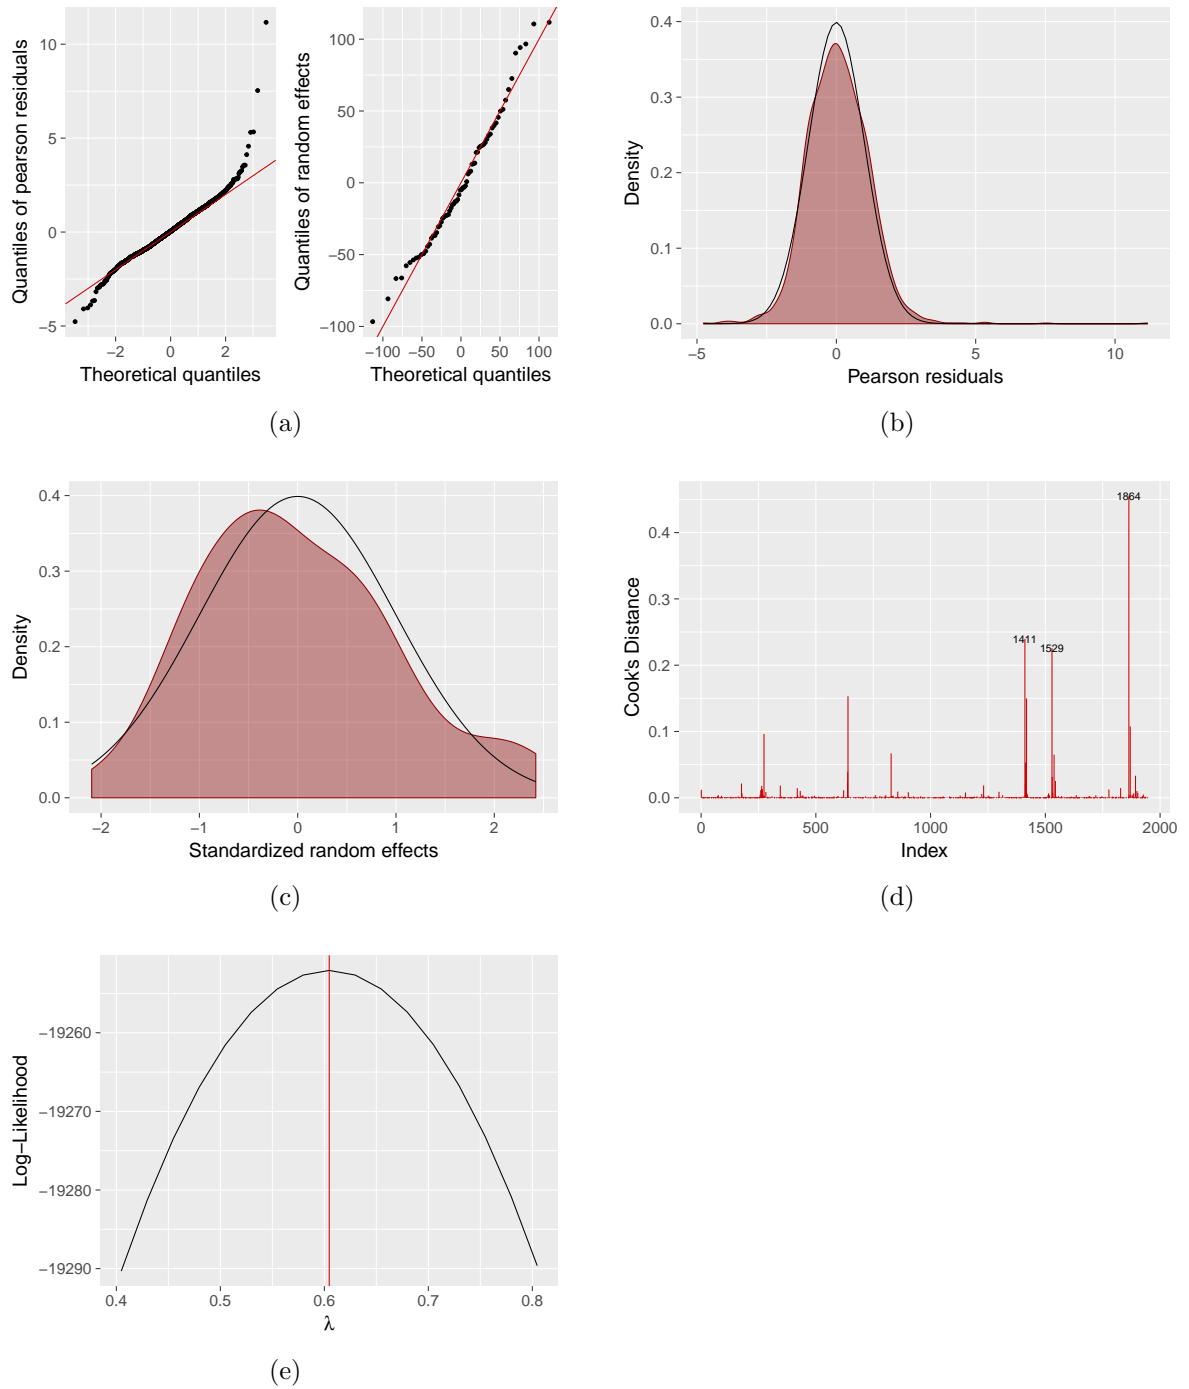 Quantiles of pearson residuals
10
5
0
−5
−2 0 2
Theoretical quantiles
Quantiles of random effects
100
50
0
−50
−100
−100 −50 0 50 100
Theoretical quantiles
(a)
Density
0.4
0.3
0.2
0.1
0.0
−5 0 5 10
Pearson residuals
(b)
Density
0.4
0.3
0.2
0.1
0.0
−2 −1 0 1 2
Standardized random effects
(c)
Cook's Distance
0.4
0.3
0.2
0.1
0.0
1864
1411
1529
0 500 1000 1500 2000
Index
(d)
Log−Likelihood
−19260
−19270
−19280
−19290
0.4 0.5 0.6 0.7 0.8
λ
(e)